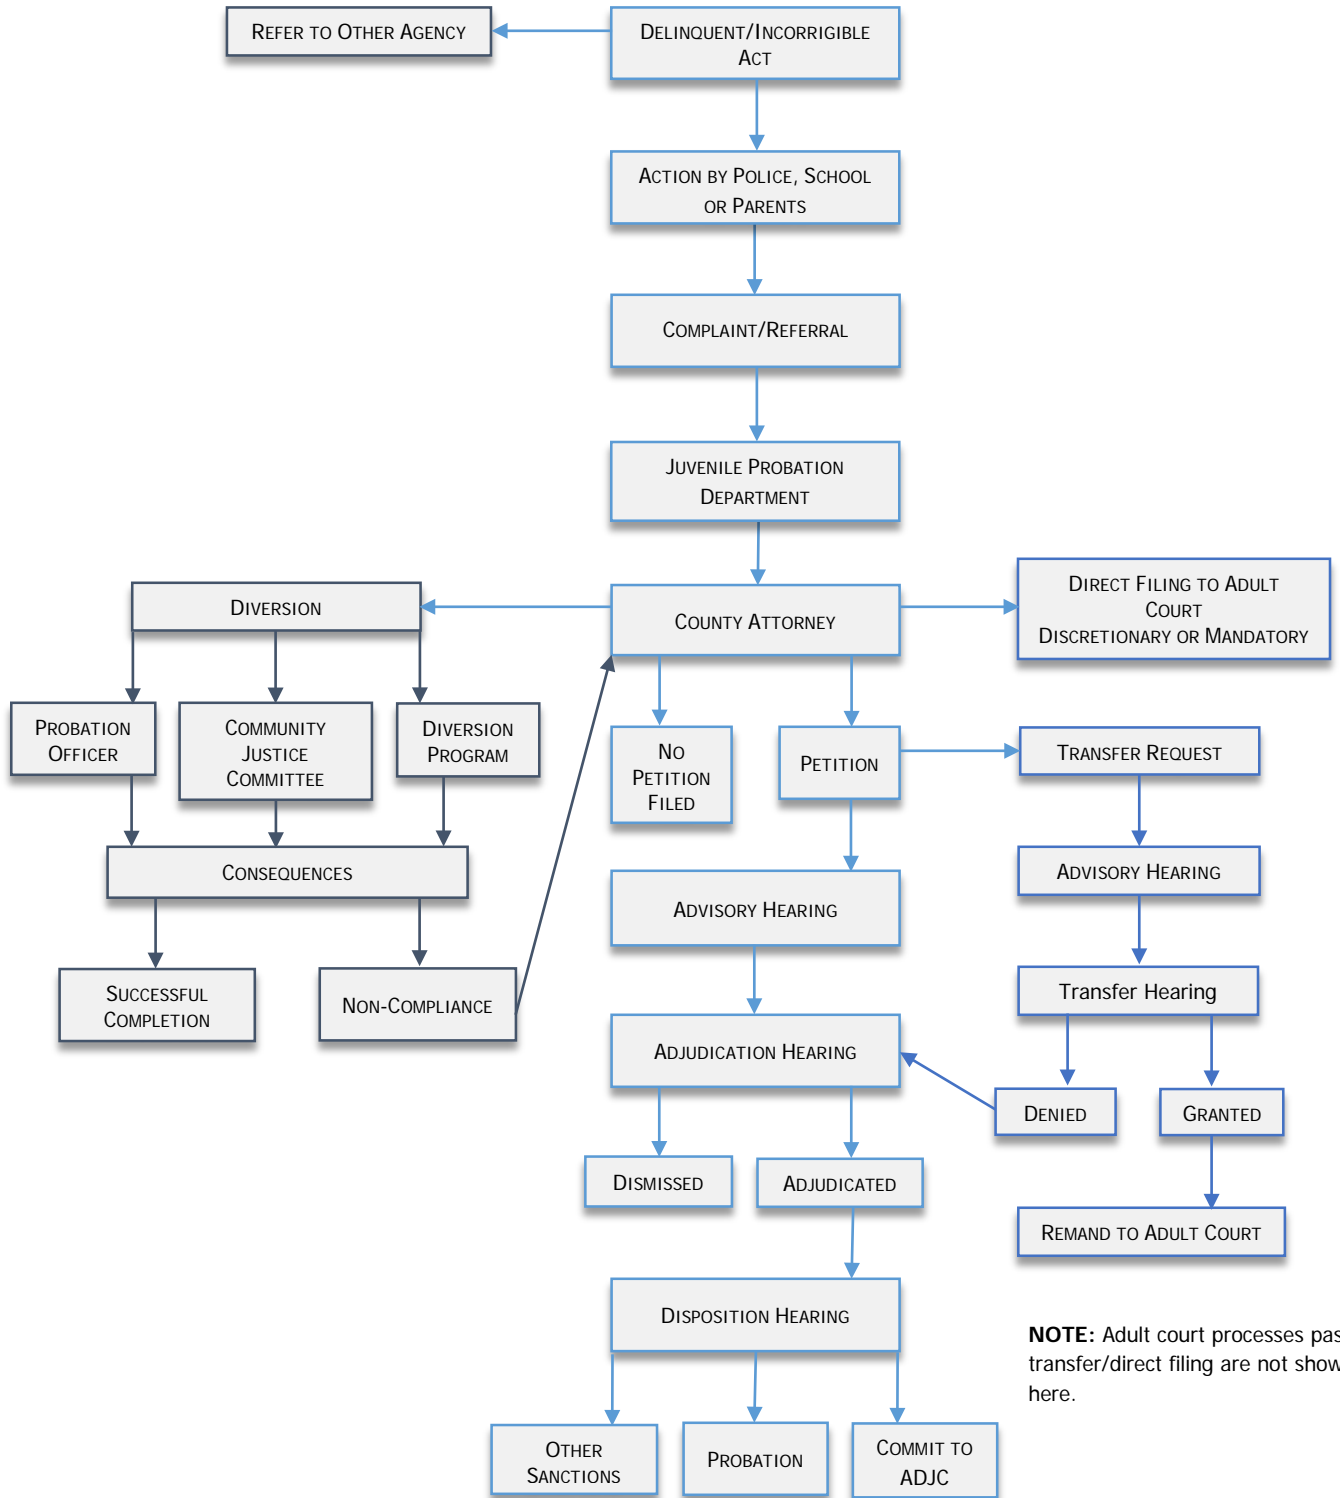 REFER TO OTHER AGENCY
DELINQUENT/INCORRIGIBLE
ACT
ACTION BY POLICE, SCHOOL
OR PARENTS
COMPLAINT/REFERRAL
JUVENILE PROBATION
DEPARTMENT
DIVERSION
COUNTY ATTORNEY
DIRECT FILING TO ADULT
COURT
DISCRETIONARY OR MANDATORY
PROBATION
OFFICER
COMMUNITY
JUSTICE
COMMITTEE
DIVERSION
PROGRAM
NO
PETITION
FILED
PETITION
TRANSFER REQUEST
CONSEQUENCES
ADVISORY HEARING
ADVISORY HEARING
SUCCESSFUL
COMPLETION
NON-COMPLIANCE
Transfer Hearing
ADJUDICATION HEARING
DENIED
GRANTED
DISMISSED
ADJUDICATED
REMAND TO ADULT COURT
DISPOSITION HEARING
NOTE: Adult court processes pas
transfer/direct filing are not show
here.
OTHER
SANCTIONS
PROBATION
COMMIT TO
ADJC